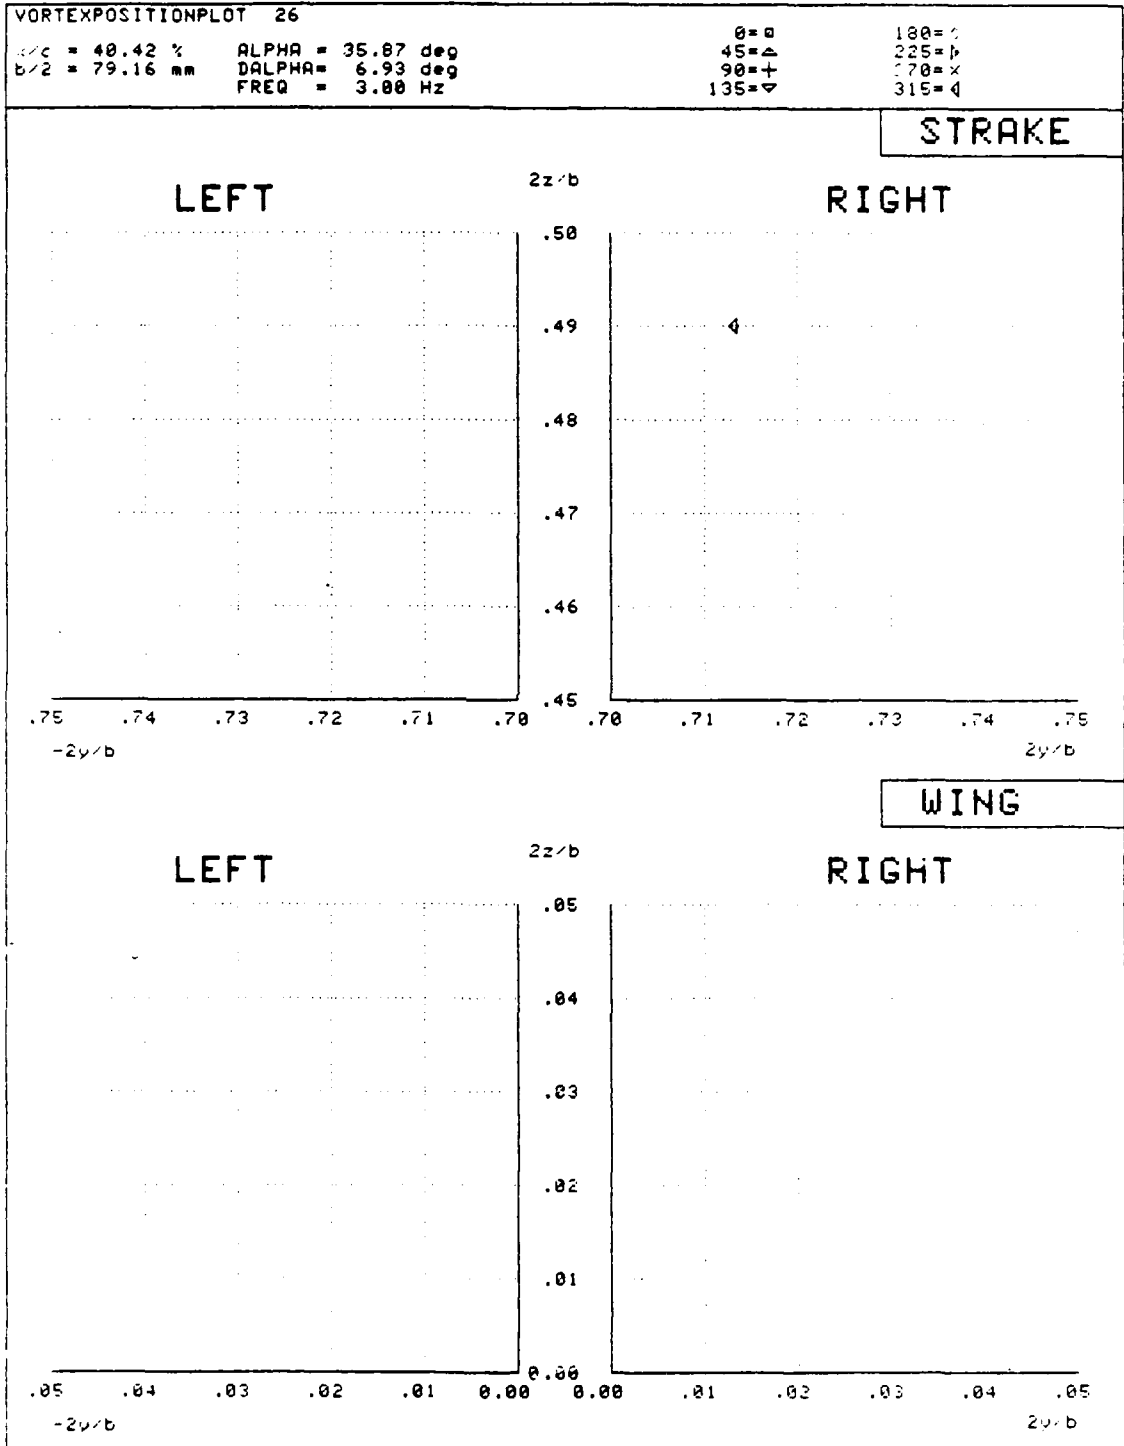 VORTEXPOSITIONPLOT 26
x/c = 40.42 % ALPHA = 35.87 deg 0= 180=
b/2 = 79.16 mm DALPHA= 6.93 deg 45= 225=
FREQ = 3.00 Hz 90=+ 270=×
135= 315=
STRAKE
LEFT 2z/b RIGHT
.50
.49
.48
.47
.46
.45
.75 .74 .73 .72 .71 .70 .70 .71 .72 .73 .74 .75
-2y/b 2y/b
WING
LEFT 2z/b RIGHT
.05
.04
.03
.02
.01
0.00
.05 .04 .03 .02 .01 0.00 0.00 .01 .02 .03 .04 .05
-2y/b 2y/b